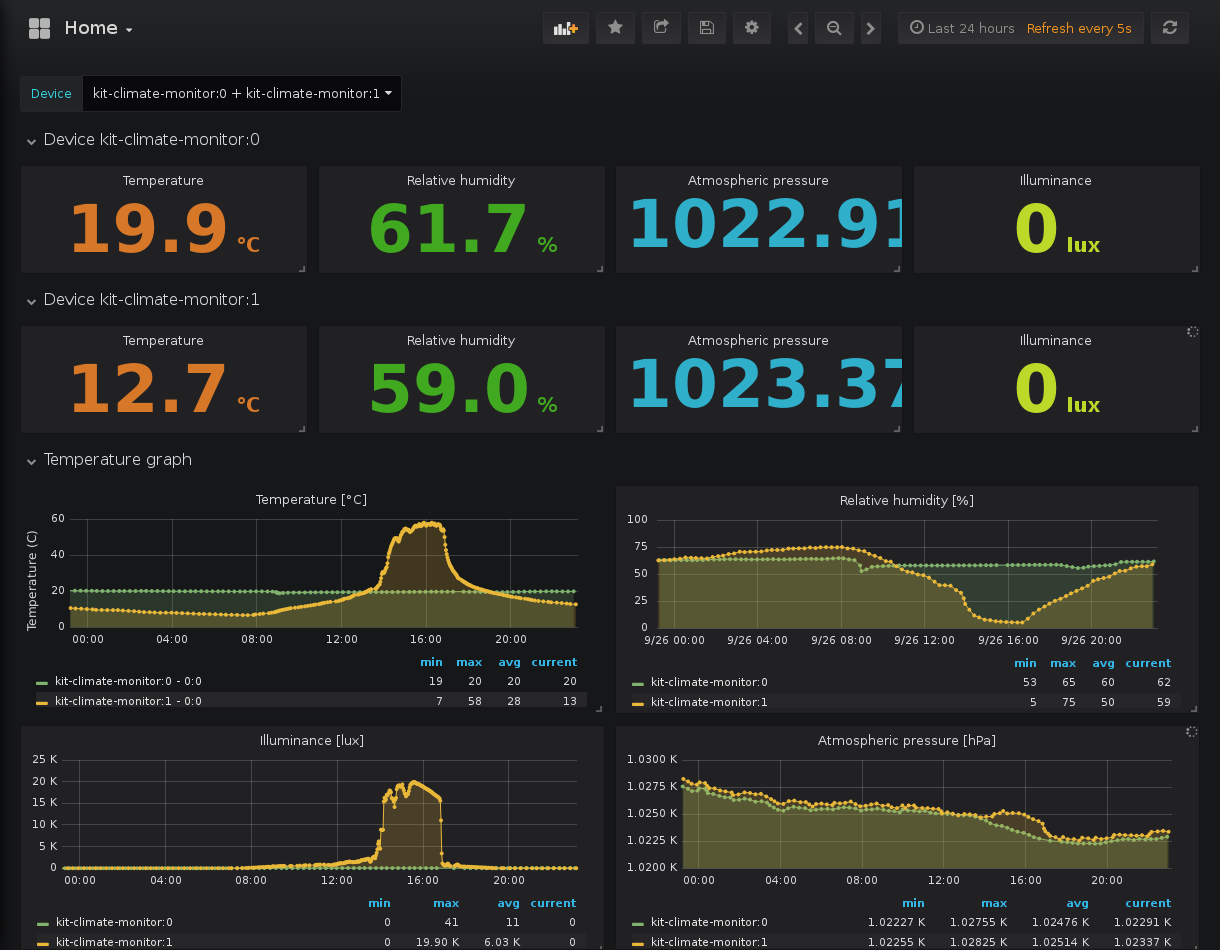 Home
Last 24 hours Refresh every 5s
Device kit-climate-monitor:0 + kit-climate-monitor:1
Device kit-climate-monitor:0
Temperature Relative humidity Atmospheric pressure Illuminance
19.9 °C 61.7 % 1022.91 0 lux
Device kit-climate-monitor:1
Temperature Relative humidity Atmospheric pressure Illuminance
12.7 °C 59.0 % 1023.37 0 lux
Temperature graph
Temperature [°C]
Temperature (C)
60
40
20
0
00:00 04:00 08:00 12:00 16:00 20:00
min max avg current
kit-climate-monitor:0 - 0:0 19 20 20 20
kit-climate-monitor:1 - 0:0 7 58 28 13
Relative humidity [%]
100
75
50
25
0
9/26 00:00 9/26 04:00 9/26 08:00 9/26 12:00 9/26 16:00 9/26 20:00
min max avg current
kit-climate-monitor:0 53 65 60 62
kit-climate-monitor:1 5 75 50 59
Illuminance [lux]
25 K
20 K
15 K
10 K
5 K
0
00:00 04:00 08:00 12:00 16:00 20:00
min max avg current
kit-climate-monitor:0 0 41 11 0
kit-climate-monitor:1 0 19.90 K 6.03 K 0
Atmospheric pressure [hPa]
1.0300 K
1.0275 K
1.0250 K
1.0225 K
1.0200 K
00:00 04:00 08:00 12:00 16:00 20:00
min max avg current
kit-climate-monitor:0 1.02227 K 1.02755 K 1.02476 K 1.02291 K
kit-climate-monitor:1 1.02255 K 1.02825 K 1.02514 K 1.02337 K